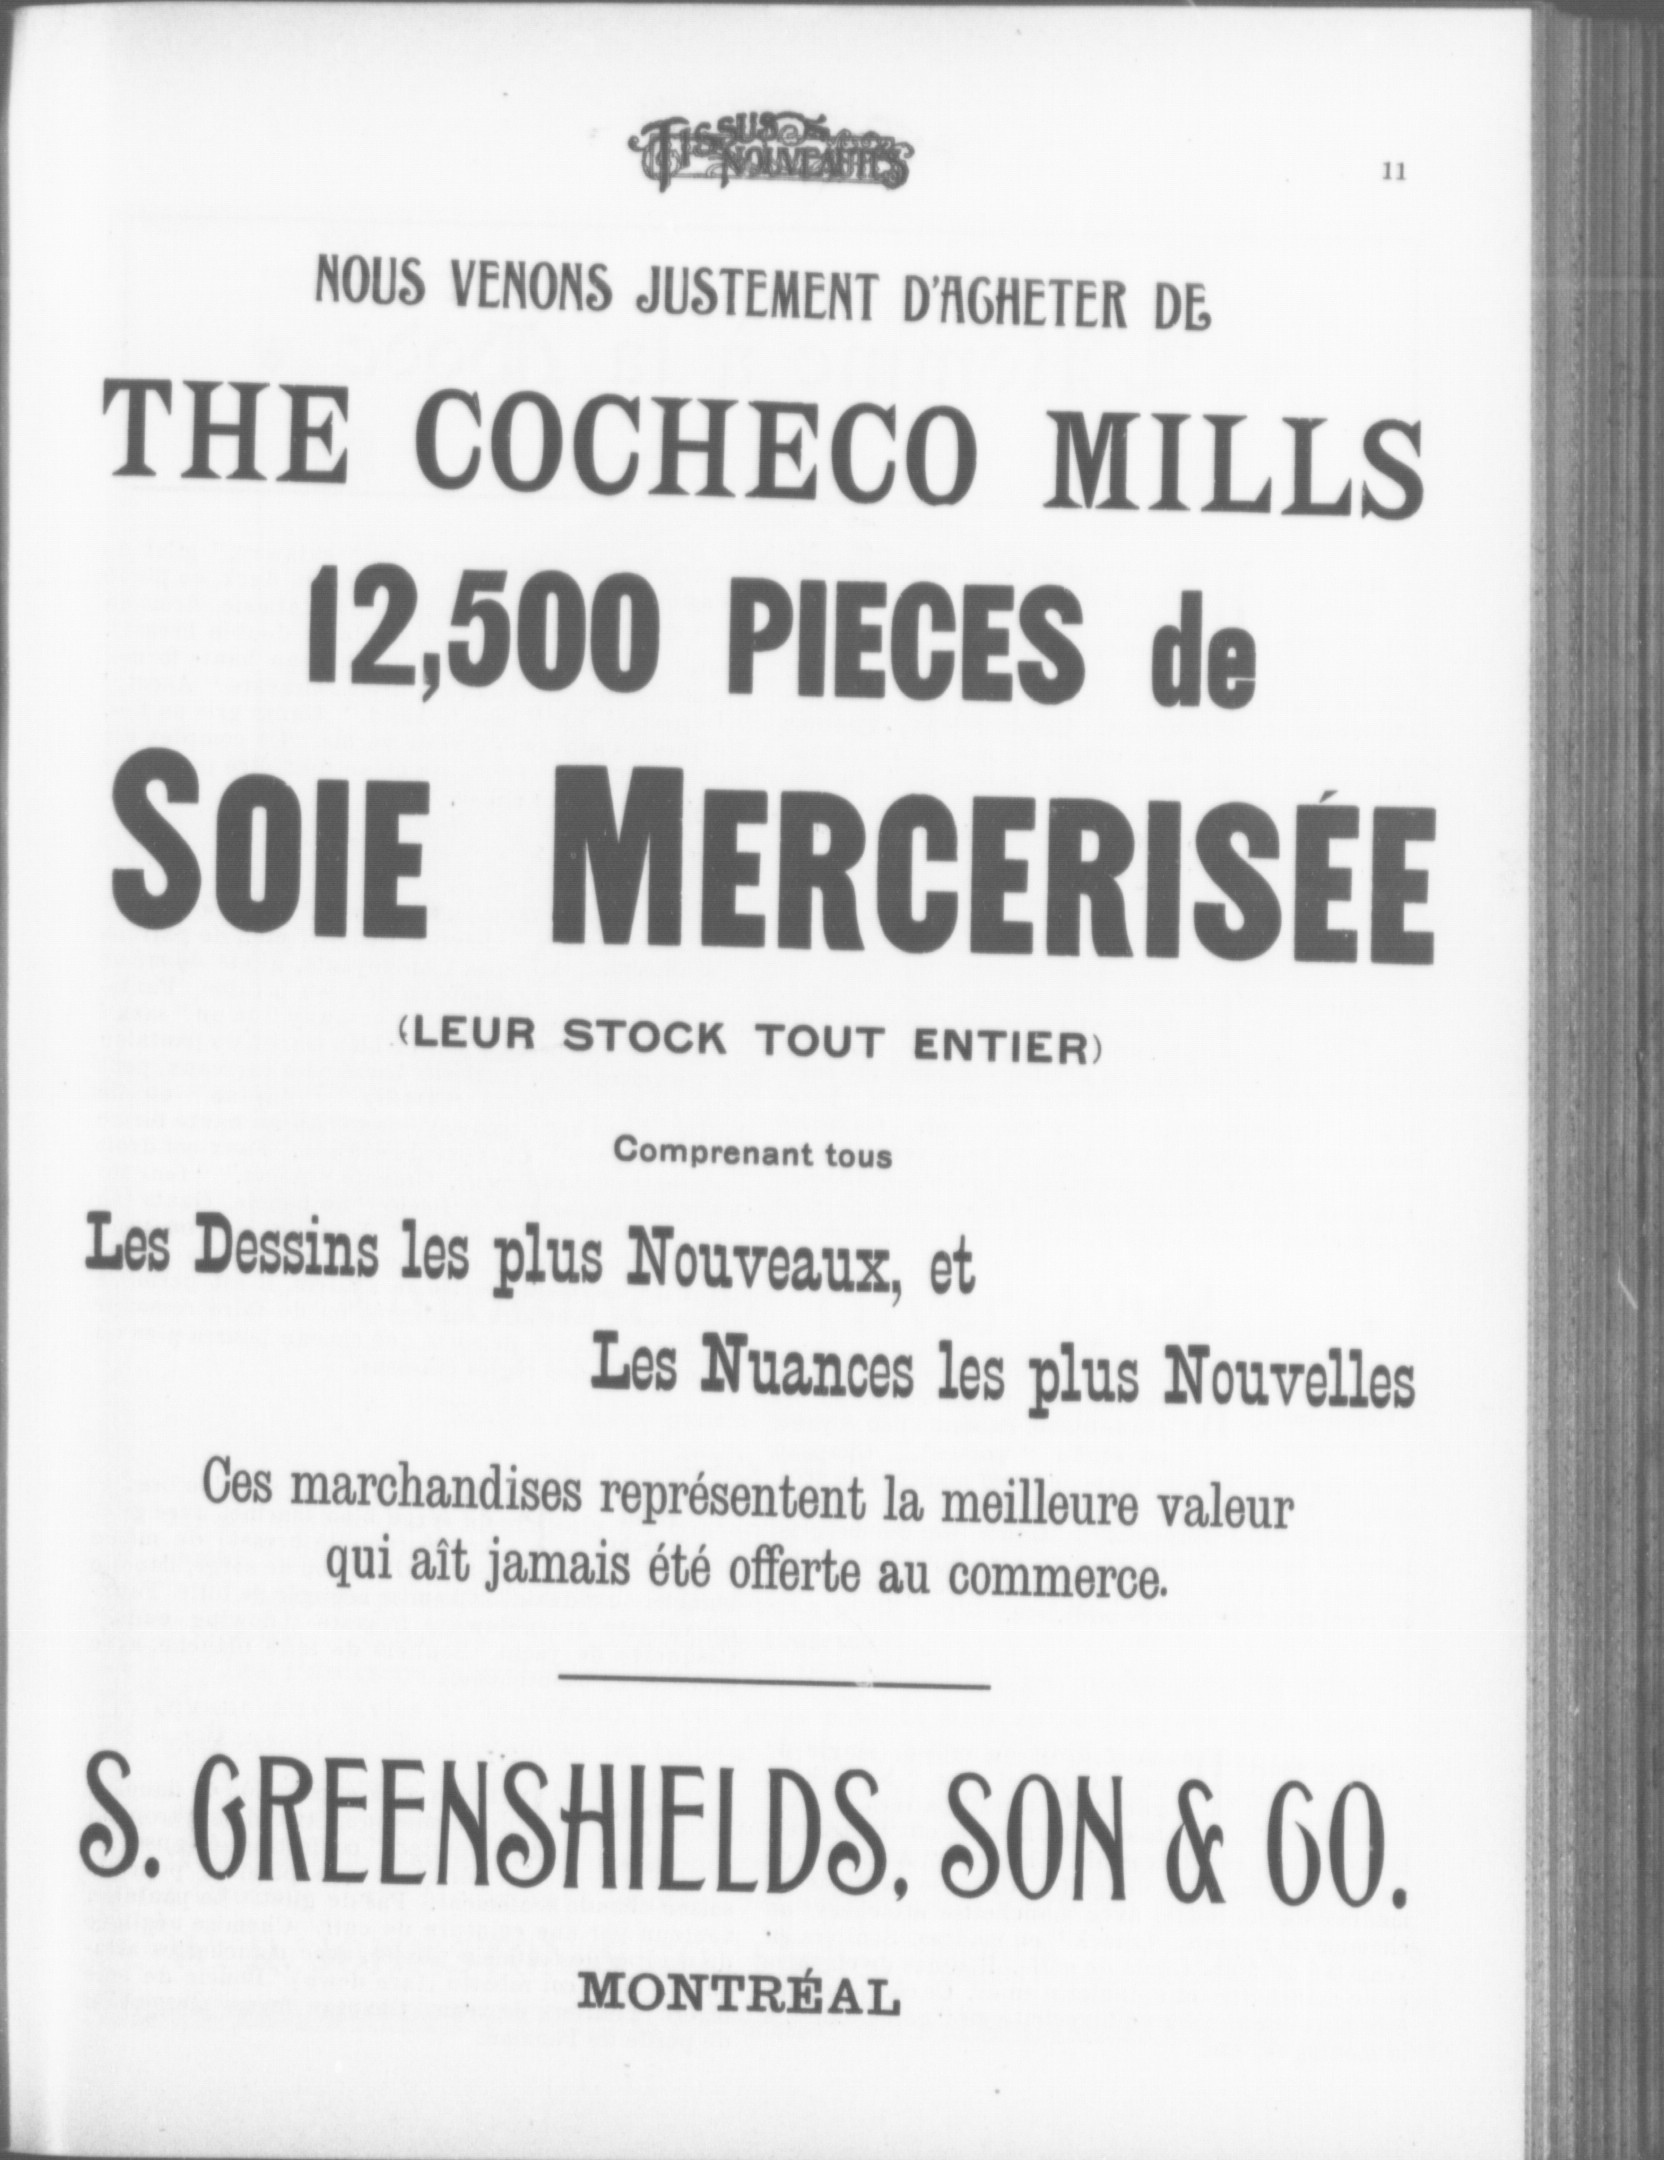 TISSUS & NOUVEAUTÉS
11
NOUS VENONS JUSTEMENT D'ACHETER DE
THE COCHECO MILLS
12,500 PIECES de
SOIE MERCERISÉE
(LEUR STOCK TOUT ENTIER)
Comprenant tous
Les Dessins les plus Nouveaux, et
Les Nuances les plus Nouvelles
Ces marchandises représentent la meilleure valeur
qui aît jamais été offerte au commerce.
S. GREENSHIELDS, SON & CO.
MONTRÉAL